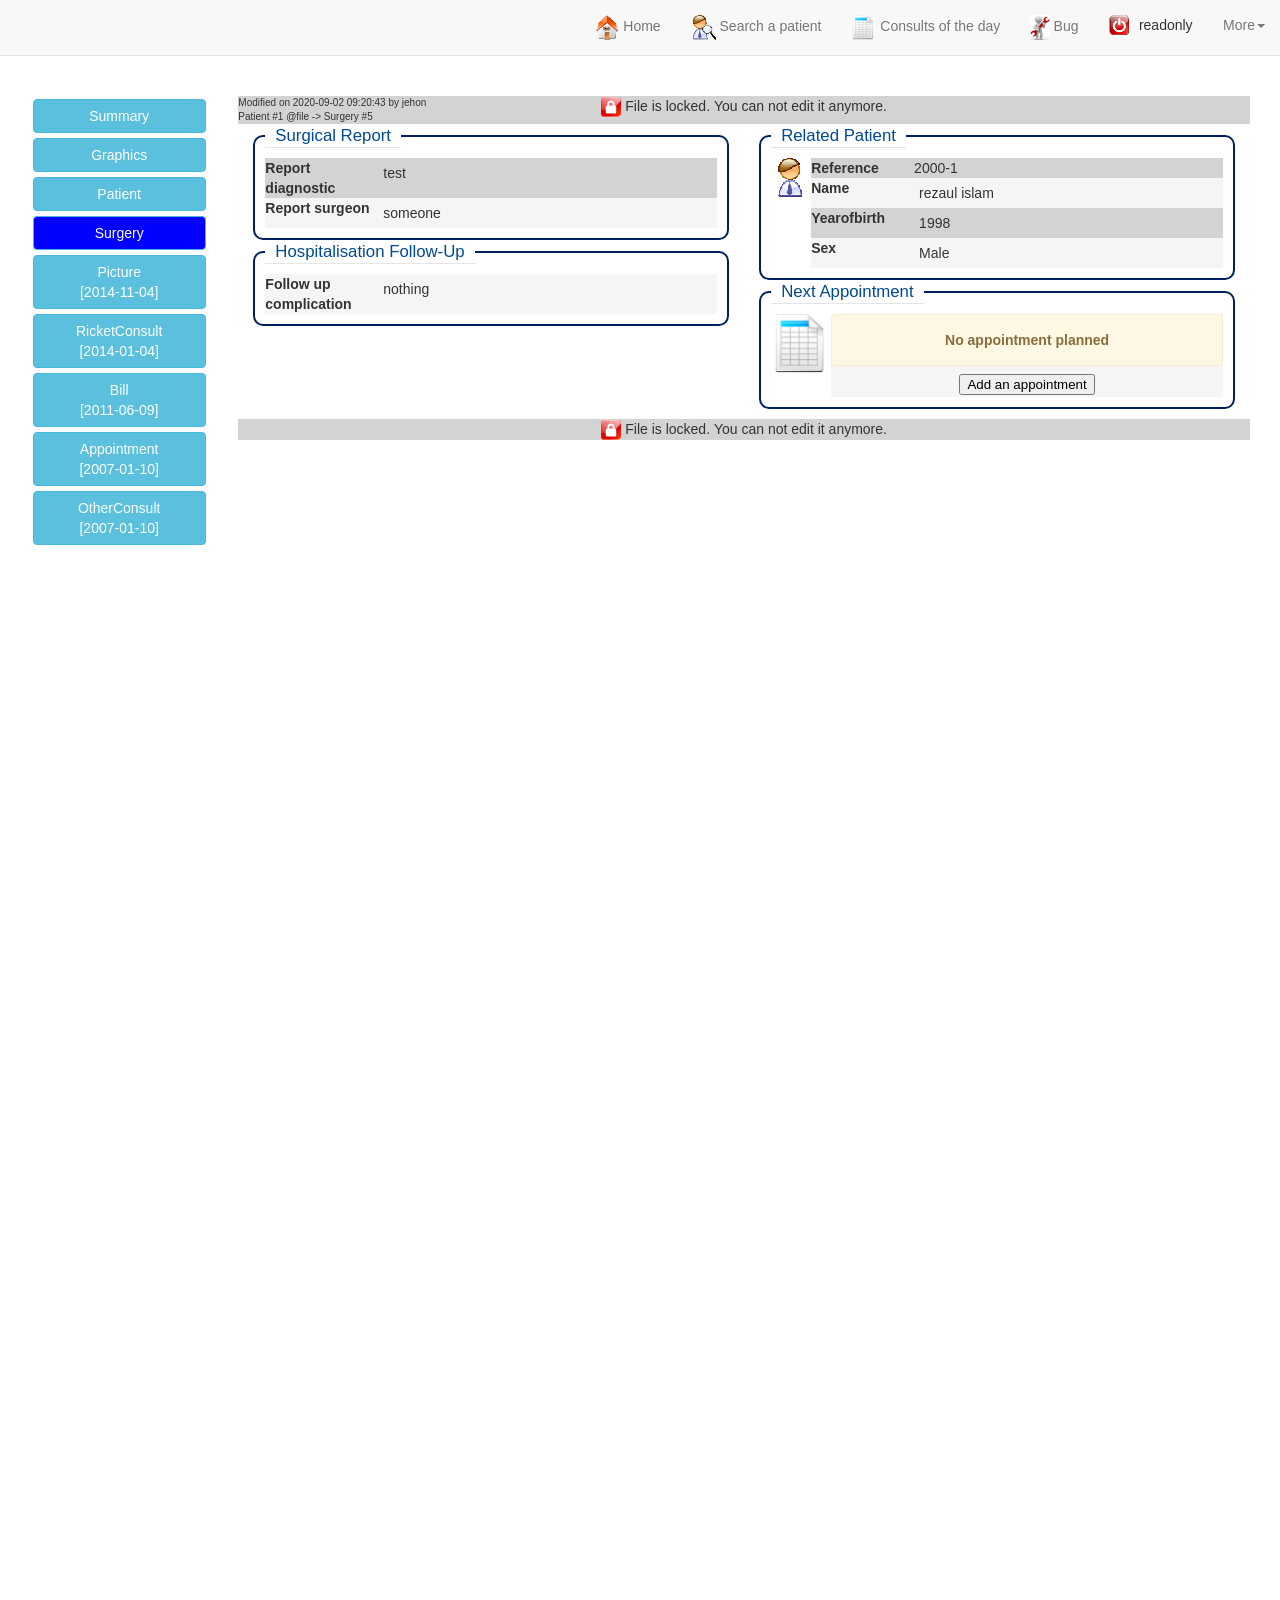 Home Search a patient Consults of the day Bug readonly More
Summary
Graphics
Patient
Surgery
Picture
[2014-11-04]
RicketConsult
[2014-01-04]
Bill
[2011-06-09]
Appointment
[2007-01-10]
OtherConsult
[2007-01-10]
Modified on 2020-09-02 09:20:43 by jehon
Patient #1 @file -> Surgery #5
File is locked. You can not edit it anymore.
Surgical Report
Report diagnostic
test
Report surgeon
someone
Hospitalisation Follow-Up
Follow up complication
nothing
Related Patient
Reference 2000-1
Name rezaul islam
Yearofbirth 1998
Sex Male
Next Appointment
No appointment planned
Add an appointment
File is locked. You can not edit it anymore.